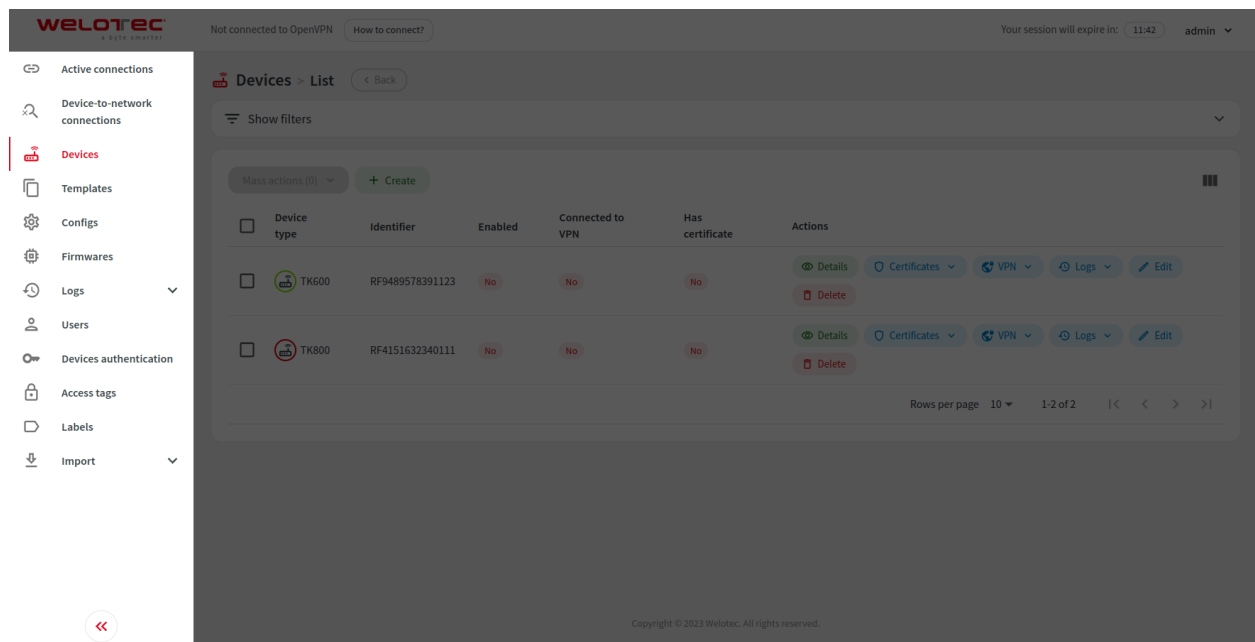 WELOTEC
a byte smarter
Not connected to OpenVPN
How to connect?
Your session will expire in:
11:42
admin
Active connections
Device-to-network
connections
Devices
Templates
Configs
Firmwares
Logs
Users
Devices authentication
Access tags
Labels
Import
Devices > List
< Back
Show filters
Mass actions (0)
+ Create
Device
type
Identifier
Enabled
Connected to
VPN
Has
certificate
Actions
TK600
RF9489578391123
No
No
No
Details
Certificates
VPN
Logs
Edit
Delete
TK800
RF4151632340111
No
No
No
Details
Certificates
VPN
Logs
Edit
Delete
Rows per page
10
1-2 of 2
Copyright © 2023 Welotec. All rights reserved.